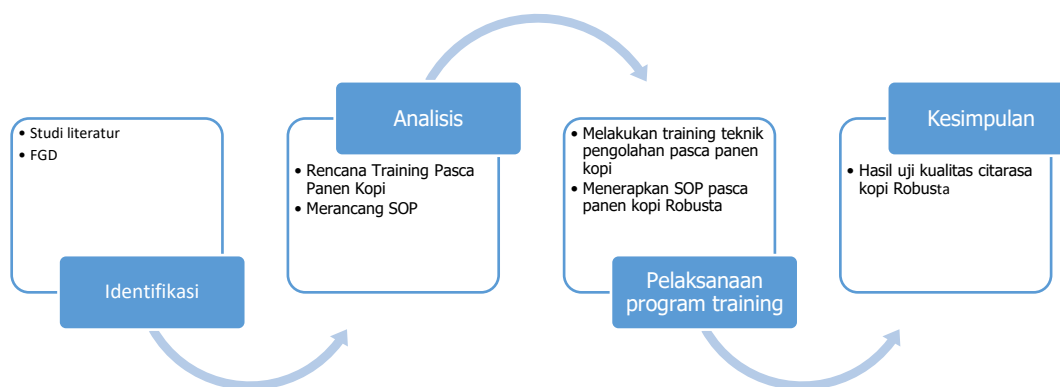 • Studi literatur
• FGD
Identifikasi
Analisis
• Rencana Training Pasca
Panen Kopi
• Merancang SOP
• Melakukan training teknik
pengolahan pasca panen
kopi
• Menerapkan SOP pasca
panen kopi Robusta
Pelaksanaan
program training
Kesimpulan
• Hasil uji kualitas citarasa
kopi Robusta